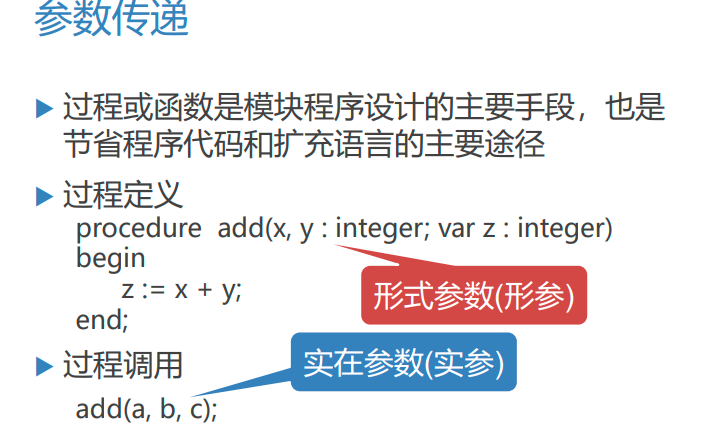 参数传递
过程或函数是模块程序设计的主要手段，也是
节省程序代码和扩充语言的主要途径
过程定义
procedure add(x, y : integer; var z : integer)
begin
z := x + y;
end;
形式参数(形参)
过程调用
实在参数(实参)
add(a, b, c);